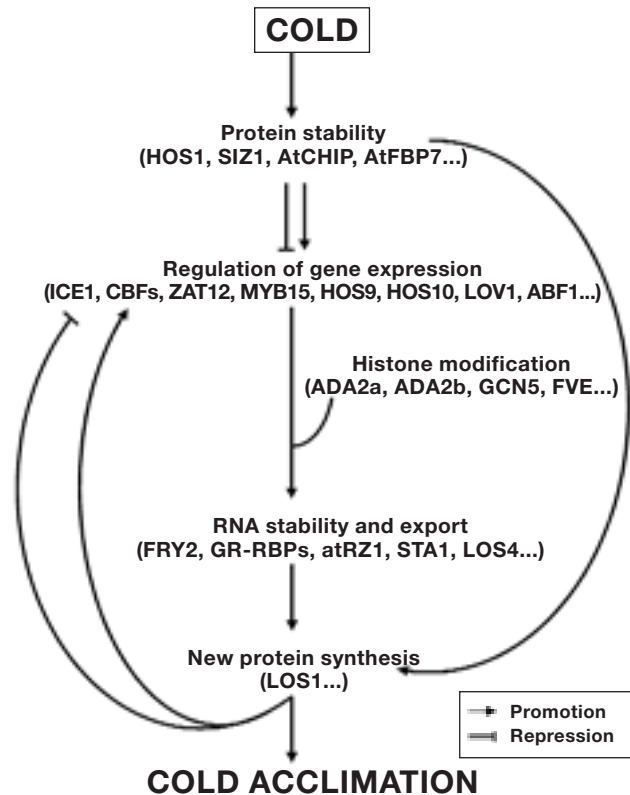 COLD
Protein stability
(HOS1, SIZ1, AtCHIP, AtFBP7...)
Regulation of gene expression
(ICE1, CBFs, ZAT12, MYB15, HOS9, HOS10, LOV1, ABF1...)
Histone modification
(ADA2a, ADA2b, GCN5, FVE...)
RNA stability and export
(FRY2, GR-RBPs, atRZ1, STA1, LOS4...)
New protein synthesis
(LOS1...)
Promotion
Repression
COLD ACCLIMATION